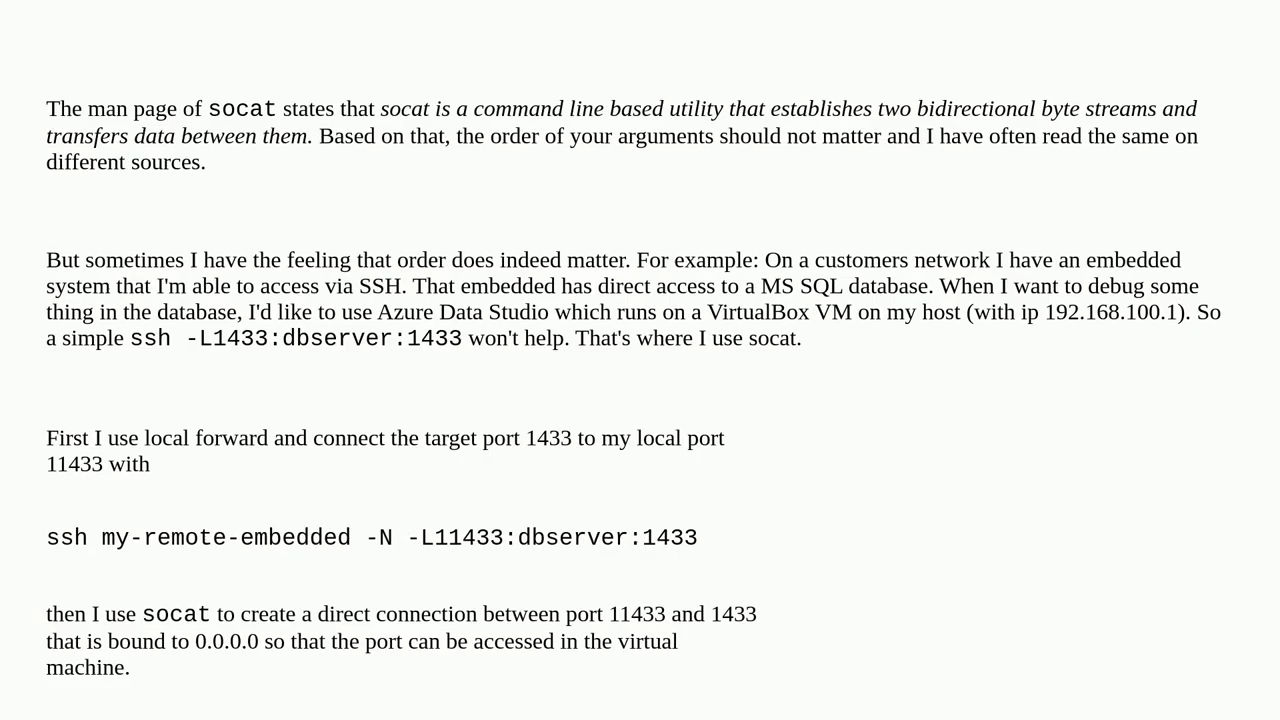 The man page of socat states that socat is a command line based utility that establishes two bidirectional byte streams and
transfers data between them. Based on that, the order of your arguments should not matter and I have often read the same on
different sources.
But sometimes I have the feeling that order does indeed matter. For example: On a customers network I have an embedded
system that I'm able to access via SSH. That embedded has direct access to a MS SQL database. When I want to debug some
thing in the database, I'd like to use Azure Data Studio which runs on a VirtualBox VM on my host (with ip 192.168.100.1). So
a simple ssh -L1433:dbserver:1433 won't help. That's where I use socat.
First I use local forward and connect the target port 1433 to my local port
11433 with
ssh my-remote-embedded -N -L11433:dbserver:1433
then I use socat to create a direct connection between port 11433 and 1433
that is bound to 0.0.0.0 so that the port can be accessed in the virtual
machine.